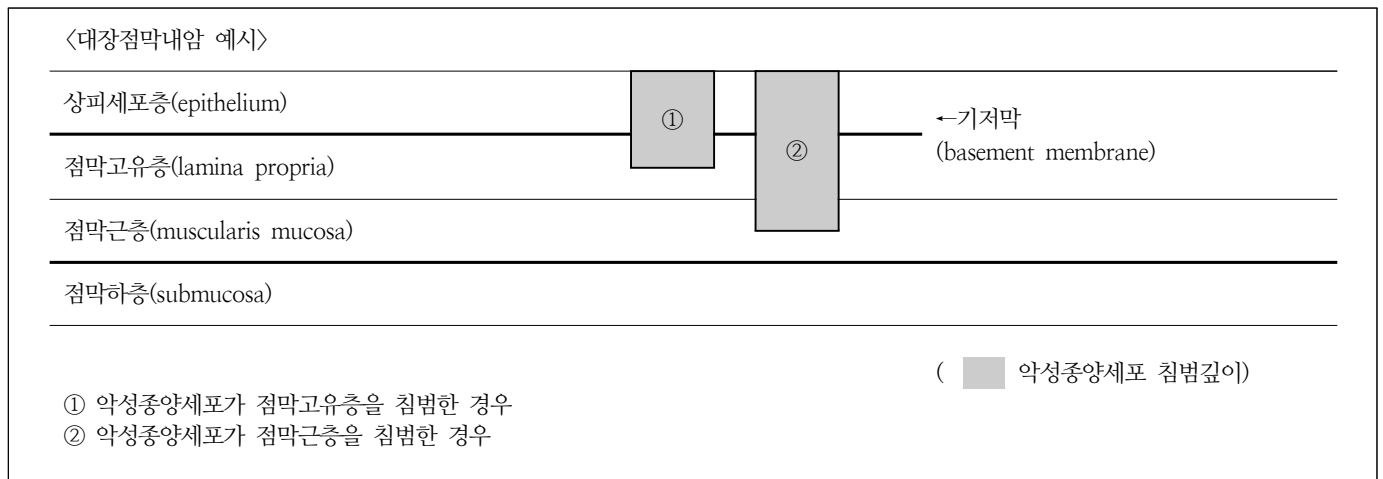 〈대장점막내암 예시〉
상피세포층(epithelium)
①
←기저막
(basement membrane)
점막고유층(lamina propria)
②
점막근층(muscularis mucosa)
점막하층(submucosa)
( 악성종양세포 침범깊이)
① 악성종양세포가 점막고유층을 침범한 경우
② 악성종양세포가 점막근층을 침범한 경우